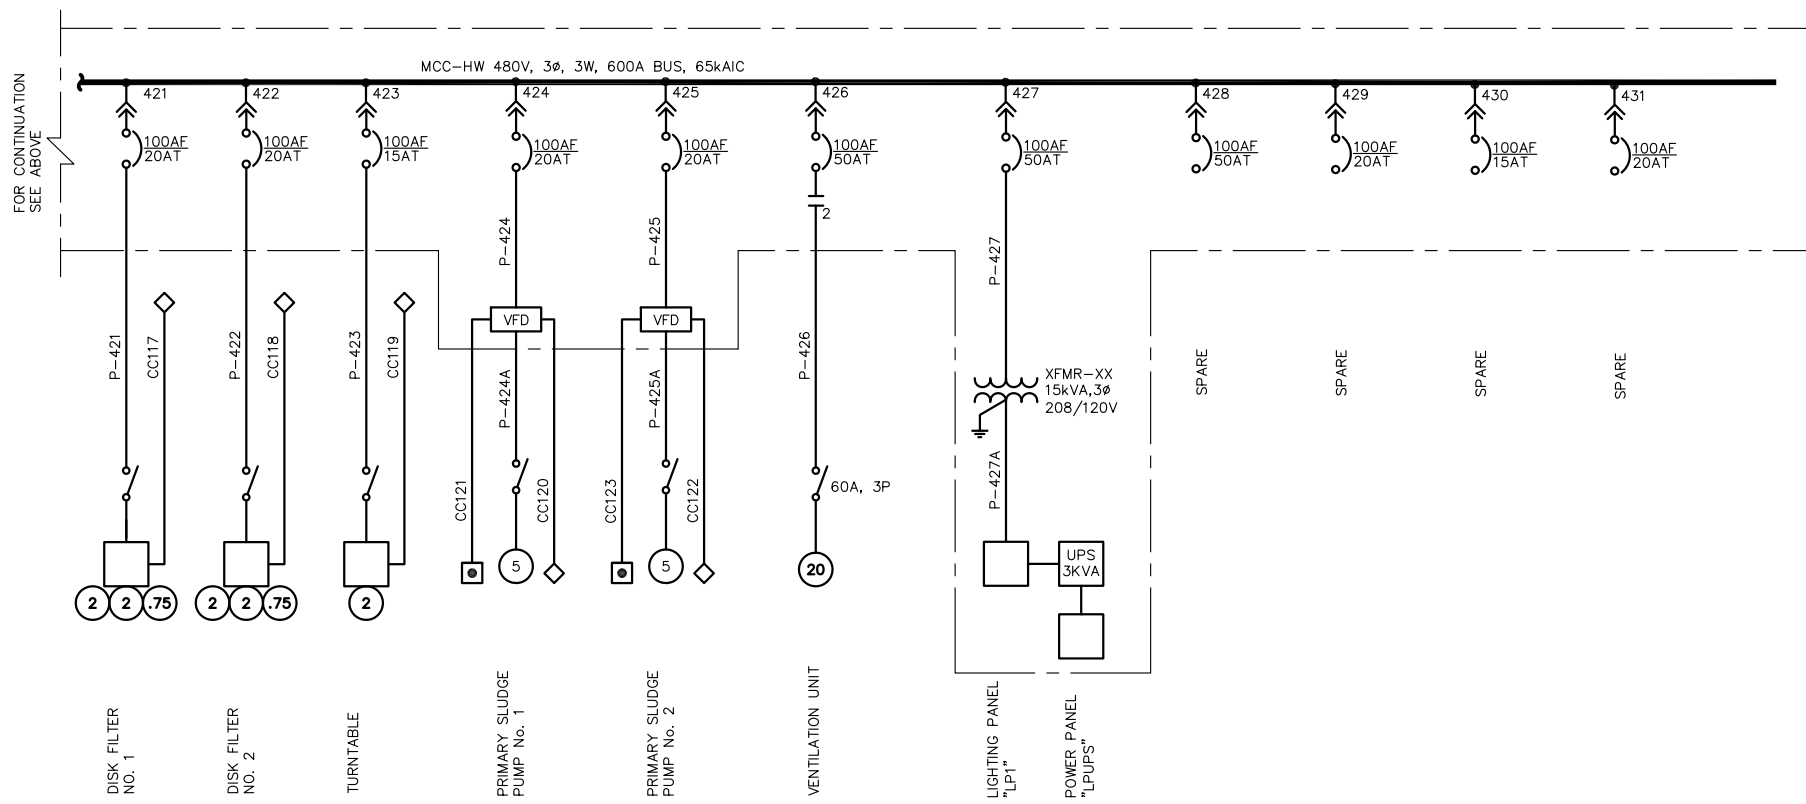 MCC-HW 480V, 3ø, 3W, 600A BUS, 65kAIC
FOR CONTINUATION
SEE ABOVE
421
422
423
424
425
426
427
428
429
430
431
100AF
20AT
100AF
20AT
100AF
15AT
100AF
20AT
100AF
20AT
100AF
50AT
100AF
50AT
100AF
50AT
100AF
20AT
100AF
15AT
100AF
20AT
2
P-424
P-425
P-427
VFD
VFD
P-421
CC117
P-422
CC118
P-423
CC119
P-424A
P-425A
P-426
XFMR-XX
15kVA,3ø
208/120V
SPARE
SPARE
SPARE
SPARE
CC121
CC120
CC123
CC122
60A, 3P
P-427A
5
5
20
UPS
3KVA
2 2 .75
2 2 .75
2
DISK FILTER
NO. 1
DISK FILTER
NO. 2
TURNTABLE
PRIMARY SLUDGE
PUMP No. 1
PRIMARY SLUDGE
PUMP No. 2
VENTILATION UNIT
LIGHTING PANEL
"LP1"
POWER PANEL
"LPUPS"